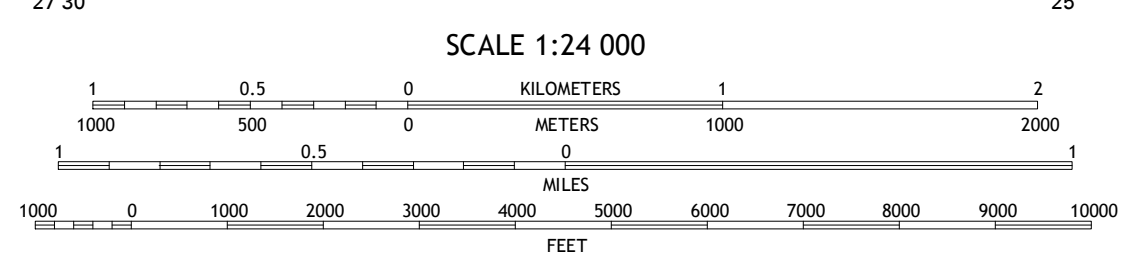 27'30" 25'
SCALE 1:24 000
1 0.5 0 KILOMETERS 1 2
1000 500 0 METERS 1000 2000
1 0.5 0 1
MILES
1000 0 1000 2000 3000 4000 5000 6000 7000 8000 9000 10000
FEET